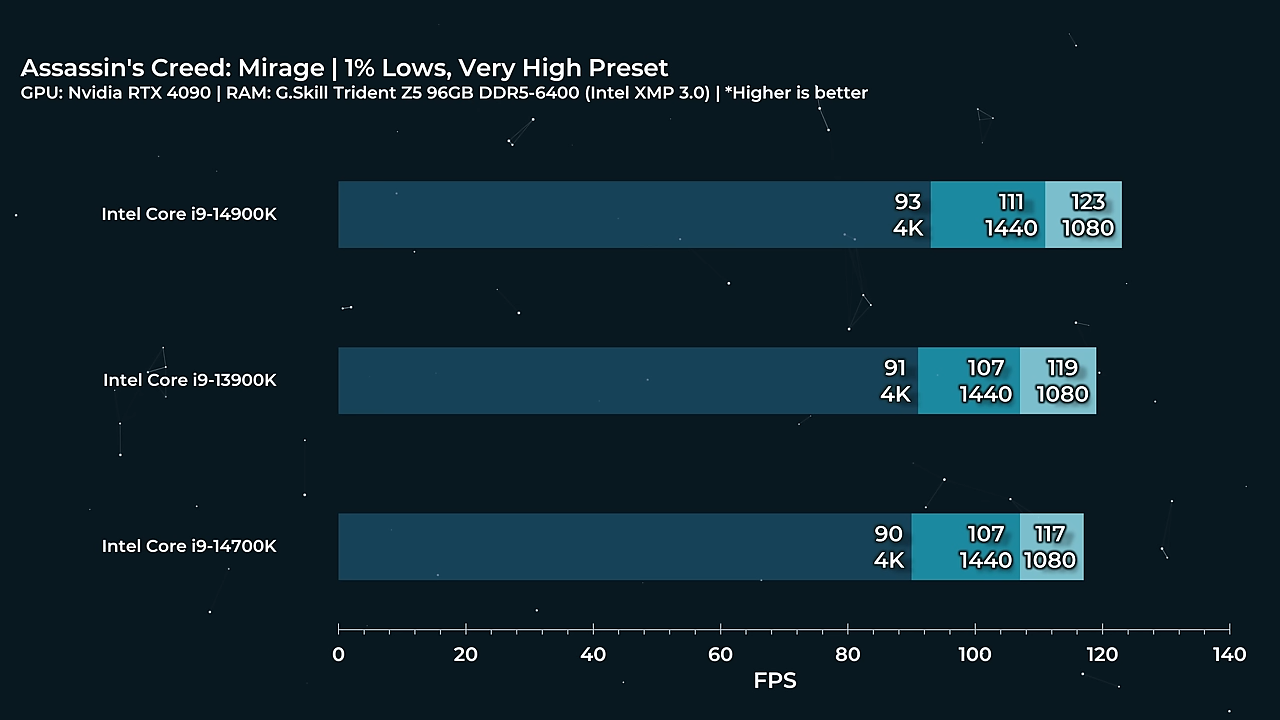 Assassin's Creed: Mirage | 1% Lows, Very High Preset
GPU: Nvidia RTX 4090 | RAM: G.Skill Trident Z5 96GB DDR5-6400 (Intel XMP 3.0) | *Higher is better
Intel Core i9-14900K
93 111 123
4K 1440 1080
Intel Core i9-13900K
91 107 119
4K 1440 1080
Intel Core i9-14700K
90 107 117
4K 1440 1080
0 20 40 60 80 100 120 140
FPS